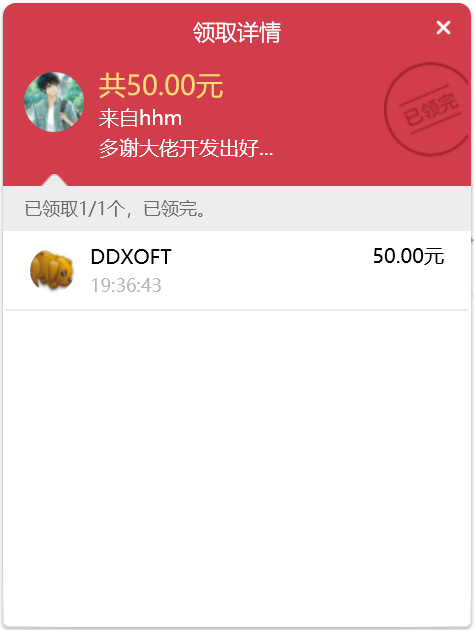 领取详情
共50.00元
来自hhm
多谢大佬开发出好...
已领完
已领取1/1个，已领完。
DDXOFT
50.00元
19:36:43